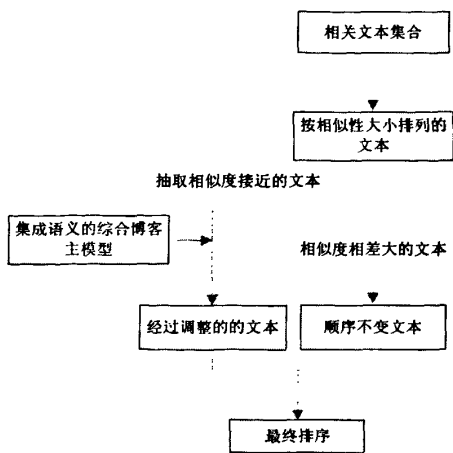 相关文本集合
按相似性大小排列的
文本
抽取相似度接近的文本
集成语义的综合博客
主模型
相似度相差大的文本
经过调整的的文本
顺序不变文本
最终排序